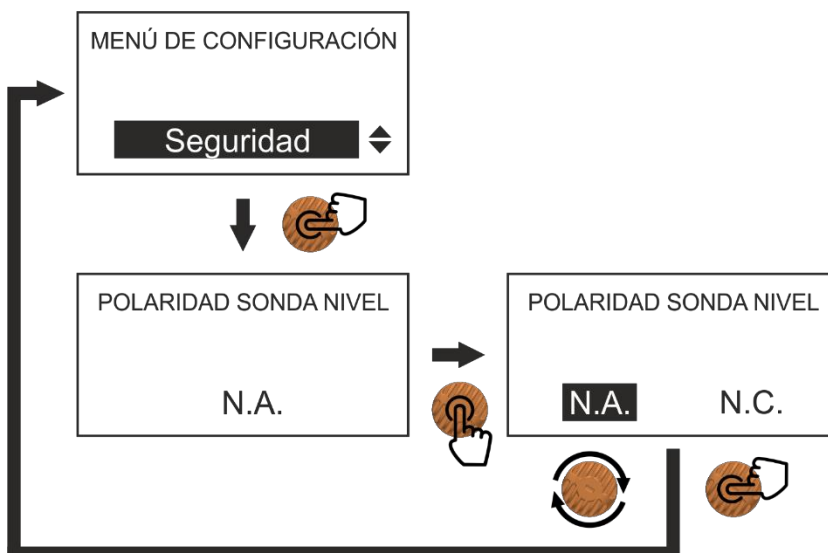 MENÚ DE CONFIGURACIÓN
Seguridad
POLARIDAD SONDA NIVEL
N.A.
POLARIDAD SONDA NIVEL
N.A. N.C.